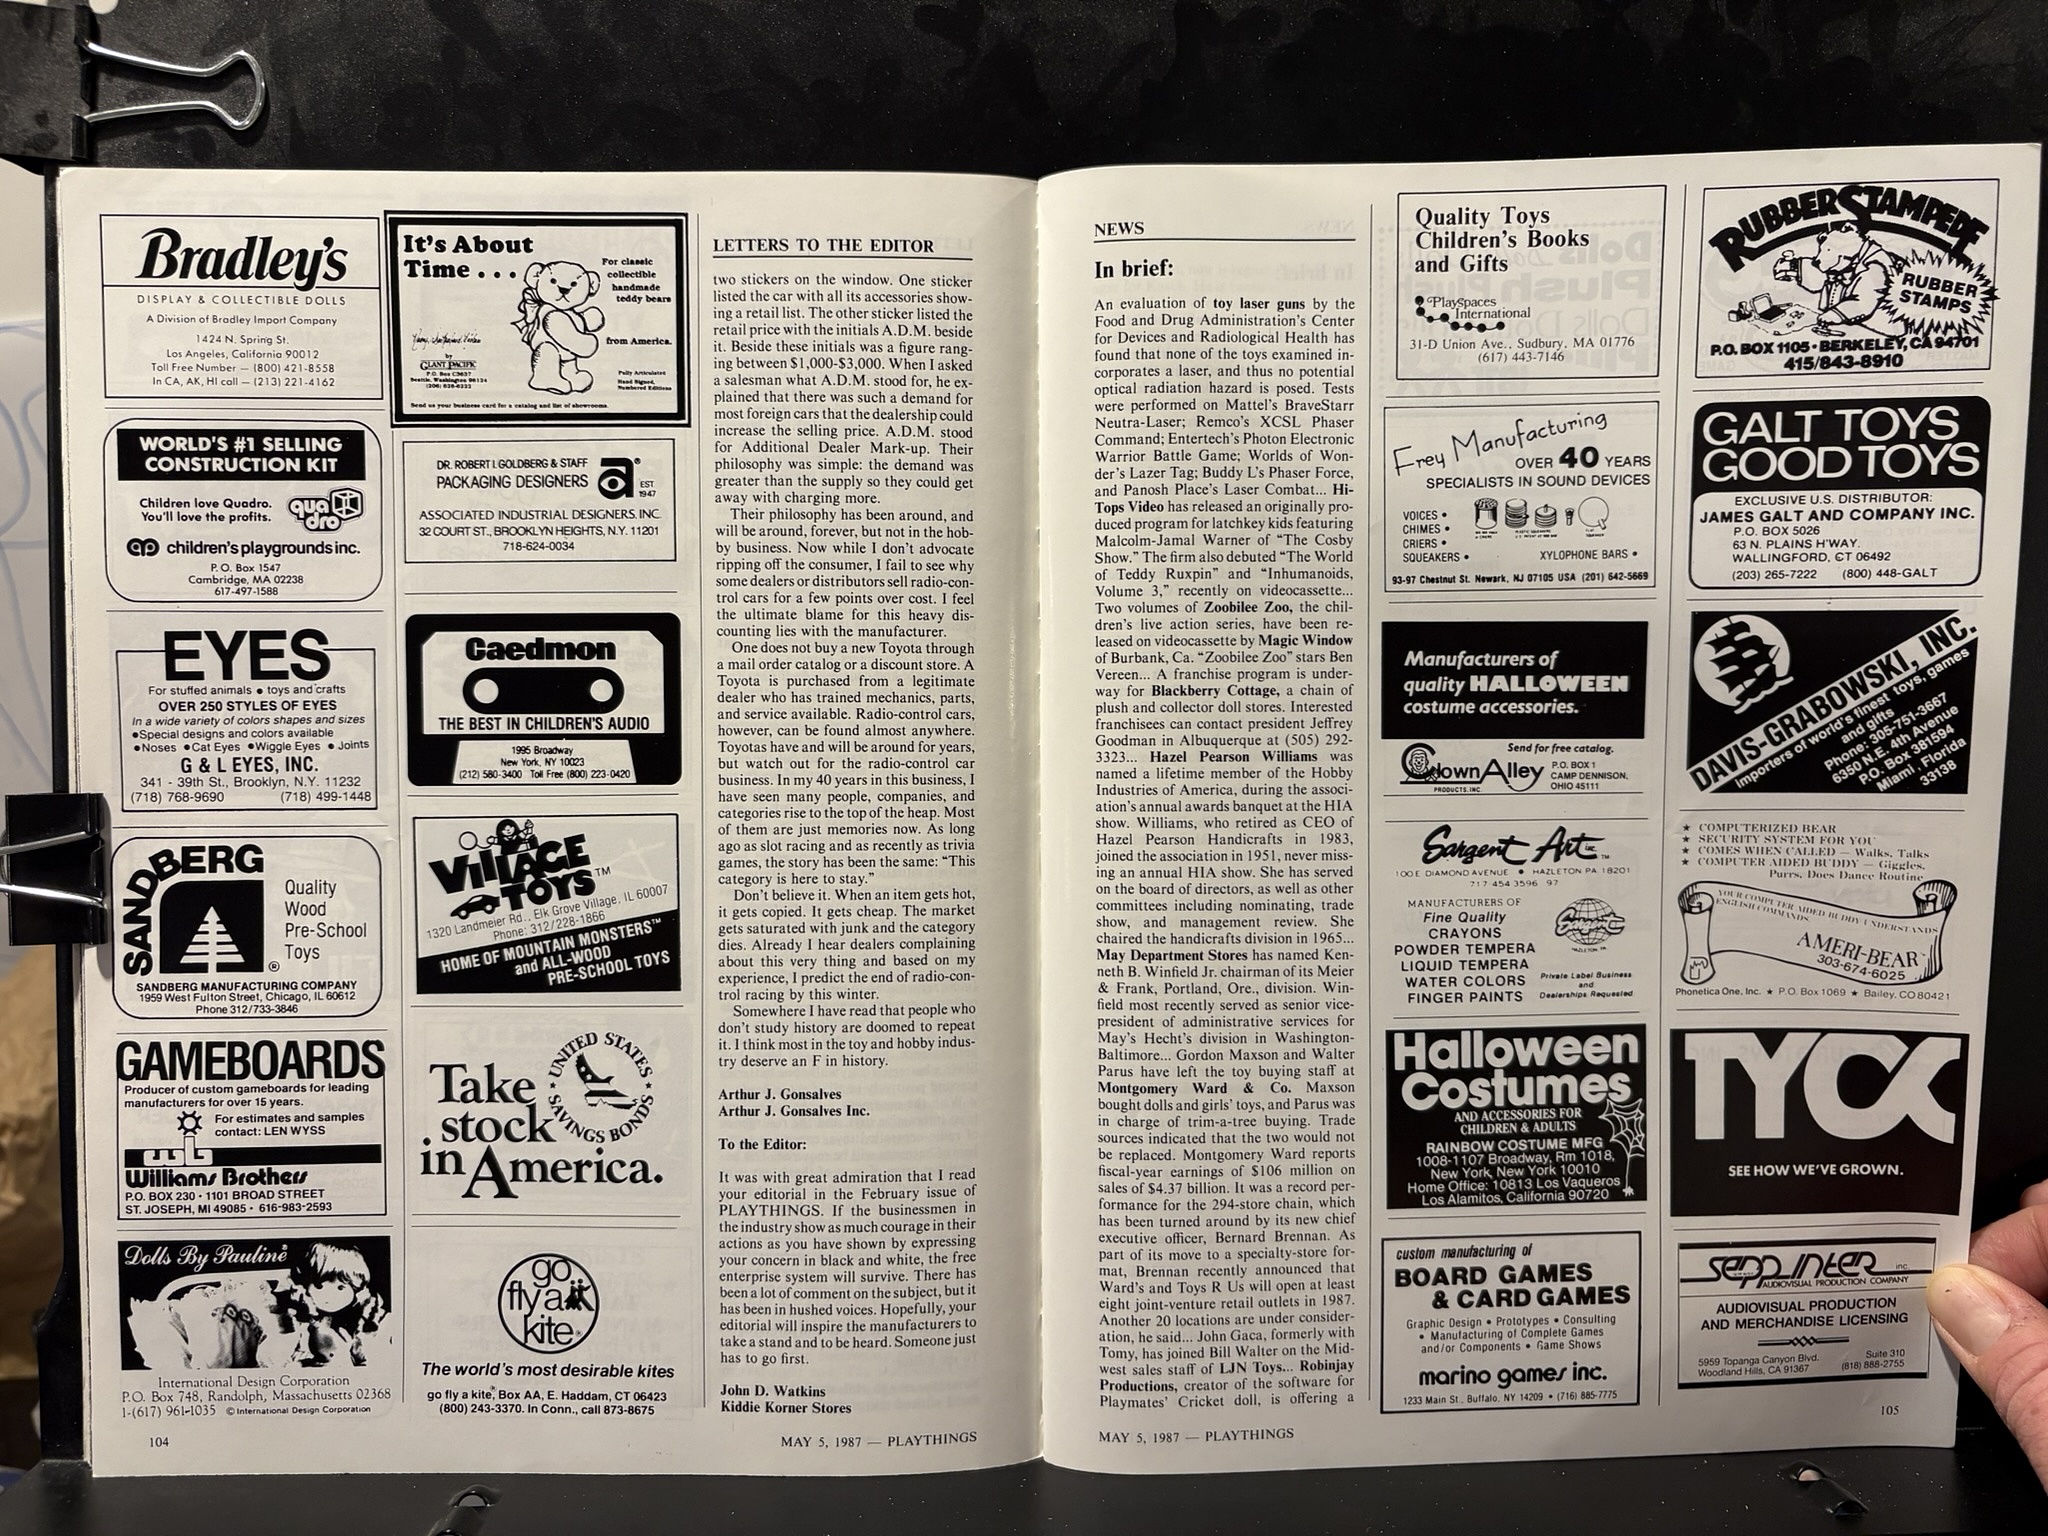 Bradley's
DISPLAY & COLLECTIBLE DOLLS
A Division of Bradley Import Company
1424 N. Spring St.
Los Angeles, California 90012
Toll Free Number — (800) 421-8558
In CA, AK, HI call — (213) 221-4162
WORLD'S #1 SELLING
CONSTRUCTION KIT
Children love Quadro.
You'll love the profits.
quadro
children's playgrounds inc.
P.O. Box 1547
Cambridge, MA 02238
617-497-1588
EYES
For stuffed animals • toys and crafts
OVER 250 STYLES OF EYES
In a wide variety of colors shapes and sizes
•Special designs and colors available
•Noses •Cat Eyes •Wiggle Eyes • Joints
G & L EYES, INC.
341 - 39th St., Brooklyn, N.Y. 11232
(718) 768-9690 (718) 499-1448
SANDBERG
Quality
Wood
Pre-School
Toys
®
SANDBERG MANUFACTURING COMPANY
1959 West Fulton Street, Chicago, IL 60612
Phone 312/733-3846
GAMEBOARDS
Producer of custom gameboards for leading
manufacturers for over 15 years.
For estimates and samples
contact: LEN WYSS
wb
Williams Brothers
P.O. BOX 230 • 1101 BROAD STREET
ST. JOSEPH, MI 49085 • 616-983-2593
Dolls By Pauline®
International Design Corporation
P.O. Box 748, Randolph, Massachusetts 02368
1-(617) 961-1035 © International Design Corporation
104
It's About
Time . . .
For classic
collectible
handmade
teddy bears
from America.
by
GIANT PACIFIC
P.O. Box C3637
Seattle, Washington 98124
Fully Articulated
Hand Signed,
Numbered Editions
Send us your business card for a catalog and list of showrooms.
DR. ROBERT I. GOLDBERG & STAFF
PACKAGING DESIGNERS
EST
1947
ASSOCIATED INDUSTRIAL DESIGNERS, INC.
32 COURT ST., BROOKLYN HEIGHTS, N.Y. 11201
718-624-0034
Caedmon
THE BEST IN CHILDREN'S AUDIO
1995 Broadway
New York, NY 10023
(212) 580-3400 Toll Free (800) 223-0420
VILLAGE
TOYS™
1320 Landmeier Rd., Elk Grove Village, IL 60007
Phone: 312/228-1866
HOME OF MOUNTAIN MONSTERS™
and ALL-WOOD
PRE-SCHOOL TOYS
Take
stock
in America.
UNITED STATES
SAVINGS BONDS
go
fly a
kite®
The world's most desirable kites
go fly a kite, Box AA, E. Haddam, CT 06423
(800) 243-3370. In Conn., call 873-8675
LETTERS TO THE EDITOR
two stickers on the window. One sticker
listed the car with all its accessories show-
ing a retail list. The other sticker listed the
retail price with the initials A.D.M. beside
it. Beside these initials was a figure rang-
ing between $1,000-$3,000. When I asked
a salesman what A.D.M. stood for, he ex-
plained that there was such a demand for
most foreign cars that the dealership could
increase the selling price. A.D.M. stood
for Additional Dealer Mark-up. Their
philosophy was simple: the demand was
greater than the supply so they could get
away with charging more.
Their philosophy has been around, and
will be around, forever, but not in the hob-
by business. Now while I don't advocate
ripping off the consumer, I fail to see why
some dealers or distributors sell radio-con-
trol cars for a few points over cost. I feel
the ultimate blame for this heavy dis-
counting lies with the manufacturer.
One does not buy a new Toyota through
a mail order catalog or a discount store. A
Toyota is purchased from a legitimate
dealer who has trained mechanics, parts,
and service available. Radio-control cars,
however, can be found almost anywhere.
Toyotas have and will be around for years,
but watch out for the radio-control car
business. In my 40 years in this business, I
have seen many people, companies, and
categories rise to the top of the heap. Most
of them are just memories now. As long
ago as slot racing and as recently as trivia
games, the story has been the same: "This
category is here to stay."
Don't believe it. When an item gets hot,
it gets copied. It gets cheap. The market
gets saturated with junk and the category
dies. Already I hear dealers complaining
about this very thing and based on my
experience, I predict the end of radio-con-
trol racing by this winter.
Somewhere I have read that people who
don't study history are doomed to repeat
it. I think most in the toy and hobby indus-
try deserve an F in history.
Arthur J. Gonsalves
Arthur J. Gonsalves Inc.
To the Editor:
It was with great admiration that I read
your editorial in the February issue of
PLAYTHINGS. If the businessmen in
the industry show as much courage in their
actions as you have shown by expressing
your concern in black and white, the free
enterprise system will survive. There has
been a lot of comment on the subject, but it
has been in hushed voices. Hopefully, your
editorial will inspire the manufacturers to
take a stand and to be heard. Someone just
has to go first.
John D. Watkins
Kiddie Korner Stores
MAY 5, 1987 — PLAYTHINGS
NEWS
In brief:
An evaluation of toy laser guns by the
Food and Drug Administration's Center
for Devices and Radiological Health has
found that none of the toys examined in-
corporates a laser, and thus no potential
optical radiation hazard is posed. Tests
were performed on Mattel's BraveStarr
Neutra-Laser; Remco's XCSL Phaser
Command; Entertech's Photon Electronic
Warrior Battle Game; Worlds of Won-
der's Lazer Tag; Buddy L's Phaser Force,
and Panosh Place's Laser Combat... Hi-
Tops Video has released an originally pro-
duced program for latchkey kids featuring
Malcolm-Jamal Warner of "The Cosby
Show." The firm also debuted "The World
of Teddy Ruxpin" and "Inhumanoids,
Volume 3," recently on videocassette...
Two volumes of Zoobilee Zoo, the chil-
dren's live action series, have been re-
leased on videocassette by Magic Window
of Burbank, Ca. "Zoobilee Zoo" stars Ben
Vereen... A franchise program is under-
way for Blackberry Cottage, a chain of
plush and collector doll stores. Interested
franchisees can contact president Jeffrey
Goodman in Albuquerque at (505) 292-
3323... Hazel Pearson Williams was
named a lifetime member of the Hobby
Industries of America, during the associ-
ation's annual awards banquet at the HIA
show. Williams, who retired as CEO of
Hazel Pearson Handicrafts in 1983,
joined the association in 1951, never miss-
ing an annual HIA show. She has served
on the board of directors, as well as other
committees including nominating, trade
show, and management review. She
chaired the handicrafts division in 1965...
May Department Stores has named Ken-
neth B. Winfield Jr. chairman of its Meier
& Frank, Portland, Ore., division. Win-
field most recently served as senior vice-
president of administrative services for
May's Hecht's division in Washington-
Baltimore... Gordon Maxson and Walter
Parus have left the toy buying staff at
Montgomery Ward & Co. Maxson
bought dolls and girls' toys, and Parus was
in charge of trim-a-tree buying. Trade
sources indicated that the two would not
be replaced. Montgomery Ward reports
fiscal-year earnings of $106 million on
sales of $4.37 billion. It was a record per-
formance for the 294-store chain, which
has been turned around by its new chief
executive officer, Bernard Brennan. As
part of its move to a specialty-store for-
mat, Brennan recently announced that
Ward's and Toys R Us will open at least
eight joint-venture retail outlets in 1987.
Another 20 locations are under consider-
ation, he said... John Gaca, formerly with
Tomy, has joined Bill Walter on the Mid-
west sales staff of LJN Toys... Robinjay
Productions, creator of the software for
Playmates' Cricket doll, is offering a
MAY 5, 1987 — PLAYTHINGS
Quality Toys
Children's Books
and Gifts
PlaySpaces
International
31-D Union Ave., Sudbury, MA 01776
(617) 443-7146
Frey Manufacturing
OVER 40 YEARS
SPECIALISTS IN SOUND DEVICES
VOICES •
CHIMES •
CRIERS •
SQUEAKERS •
XYLOPHONE BARS •
93-97 Chestnut St. Newark, NJ 07105 USA (201) 642-5669
Manufacturers of
quality HALLOWEEN
costume accessories.
Send for free catalog.
Clown Alley
PRODUCTS, INC.
P.O. BOX 1
CAMP DENNISON,
OHIO 45111
Sargent Art inc.™
100 E. DIAMOND AVENUE • HAZLETON PA. 18201
717 454 3596 97
MANUFACTURERS OF
Fine Quality
CRAYONS
POWDER TEMPERA
LIQUID TEMPERA
WATER COLORS
FINGER PAINTS
Sargent
HAZLETON, PA
Private Label Business
and
Dealerships Requested
Halloween
Costumes
AND ACCESSORIES FOR
CHILDREN & ADULTS
RAINBOW COSTUME MFG
1008-1107 Broadway, Rm 1018,
New York, New York 10010
Home Office: 10813 Los Vaqueros
Los Alamitos, California 90720
custom manufacturing of
BOARD GAMES
& CARD GAMES
Graphic Design • Prototypes • Consulting
• Manufacturing of Complete Games
and/or Components • Game Shows
marino games inc.
1233 Main St., Buffalo, NY 14209 • (716) 885-7775
RUBBER STAMPEDE
RUBBER
STAMPS
P.O. BOX 1105 • BERKELEY, CA 94701
415/843-8910
GALT TOYS
GOOD TOYS
EXCLUSIVE U.S. DISTRIBUTOR:
JAMES GALT AND COMPANY INC.
P.O. BOX 5026
63 N. PLAINS H'WAY.
WALLINGFORD, CT 06492
(203) 265-7222 (800) 448-GALT
DAVIS-GRABOWSKI, INC.
Importers of world's finest toys, games
and gifts
Phone: 305-751-3667
6350 N.E. 4th Avenue
P.O. Box 381594
Miami, Florida
33138
★ COMPUTERIZED BEAR
★ SECURITY SYSTEM FOR YOU
★ COMES WHEN CALLED — Walks, Talks
★ COMPUTER AIDED BUDDY — Giggles,
Purrs, Does Dance Routine
YOUR COMPUTER AIDED BUDDY UNDERSTANDS
ENGLISH COMMANDS
AMERI-BEAR™
303-674-6025
Phonetica One, Inc. ★ P.O. Box 1069 ★ Bailey, CO 80421
TYCO
SEE HOW WE'VE GROWN.
SEPP INTER inc.
AUDIOVISUAL PRODUCTION COMPANY
AUDIOVISUAL PRODUCTION
AND MERCHANDISE LICENSING
5959 Topanga Canyon Blvd. Suite 310
Woodland Hills, CA 91367 (818) 888-2755
105